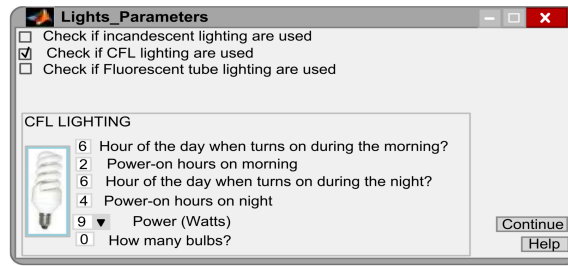 Lights_Parameters
Check if incandescent lighting are used
Check if CFL lighting are used
Check if Fluorescent tube lighting are used
CFL LIGHTING
6 Hour of the day when turns on during the morning?
2 Power-on hours on morning
6 Hour of the day when turns on during the night?
4 Power-on hours on night
9 Power (Watts)
0 How many bulbs?
Continue
Help